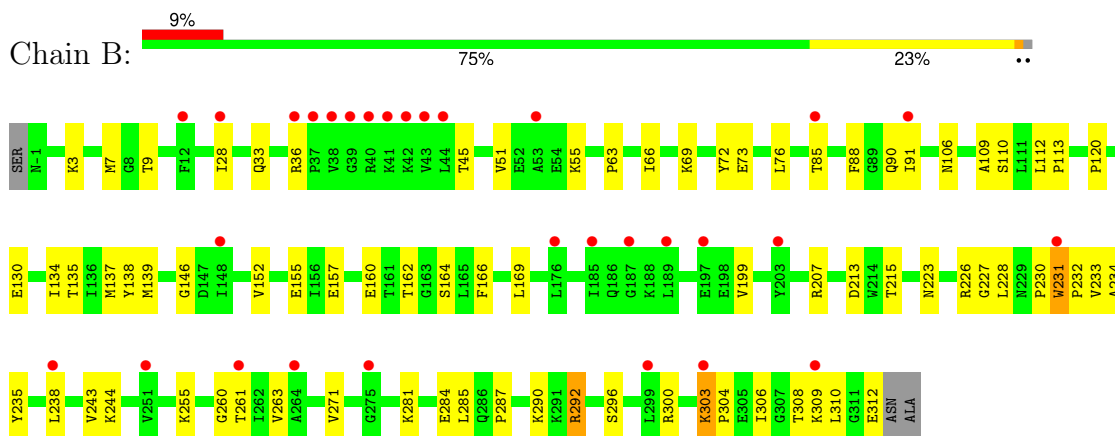 9%
Chain B:
75% 23% ••
SER N-1 K3 M7 G8 T9 F12 I28 Q33 R36 P37 V38 G39 R40 K41 K42 V43 L44 T45 V51 E52 A53 E54 K55 P63 I66 K69 Y72 E73 L76 T85 F88 G89 Q90 I91 N106 A109 S110 L111 L112 P113 P120
E130 I134 T135 I136 M137 Y138 M139 G146 D147 I148 V152 E155 I156 E157 E160 T161 T162 G163 S164 L165 F166 L169 L176 I185 Q186 G187 K188 L189 E197 E198 V199 Y203 R207 D213 W214 T215 N223 R226 G227 L228 N229 P230 W231 P232 V233 A234
Y235 L238 V243 K244 V251 K255 G260 T261 I262 V263 A264 V271 G275 K281 E284 L285 Q286 P287 K290 K291 R292 S296 L299 R300 K303 P304 E305 I306 G307 T308 K309 L310 G311 E312 ASN ALA